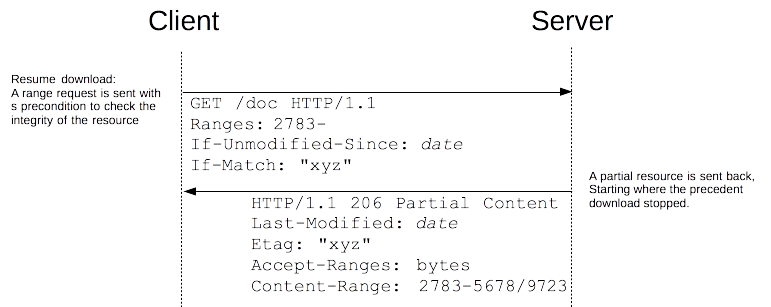 Client
Server
Resume download:
A range request is sent with
s precondition to check the
integrity of the resource
GET /doc HTTP/1.1
Ranges: 2783-
If-Unmodified-Since: date
If-Match: "xyz"
A partial resource is sent back,
Starting where the precedent
download stopped.
HTTP/1.1 206 Partial Content
Last-Modified: date
Etag: "xyz"
Accept-Ranges: bytes
Content-Range: 2783-5678/9723